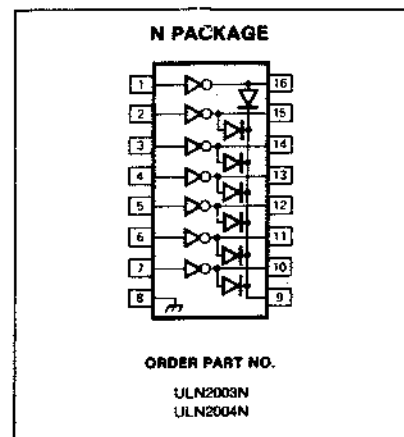 N PACKAGE
1 16
2 15
3 14
4 13
5 12
6 11
7 10
8 9
ORDER PART NO.
ULN2003N
ULN2004N